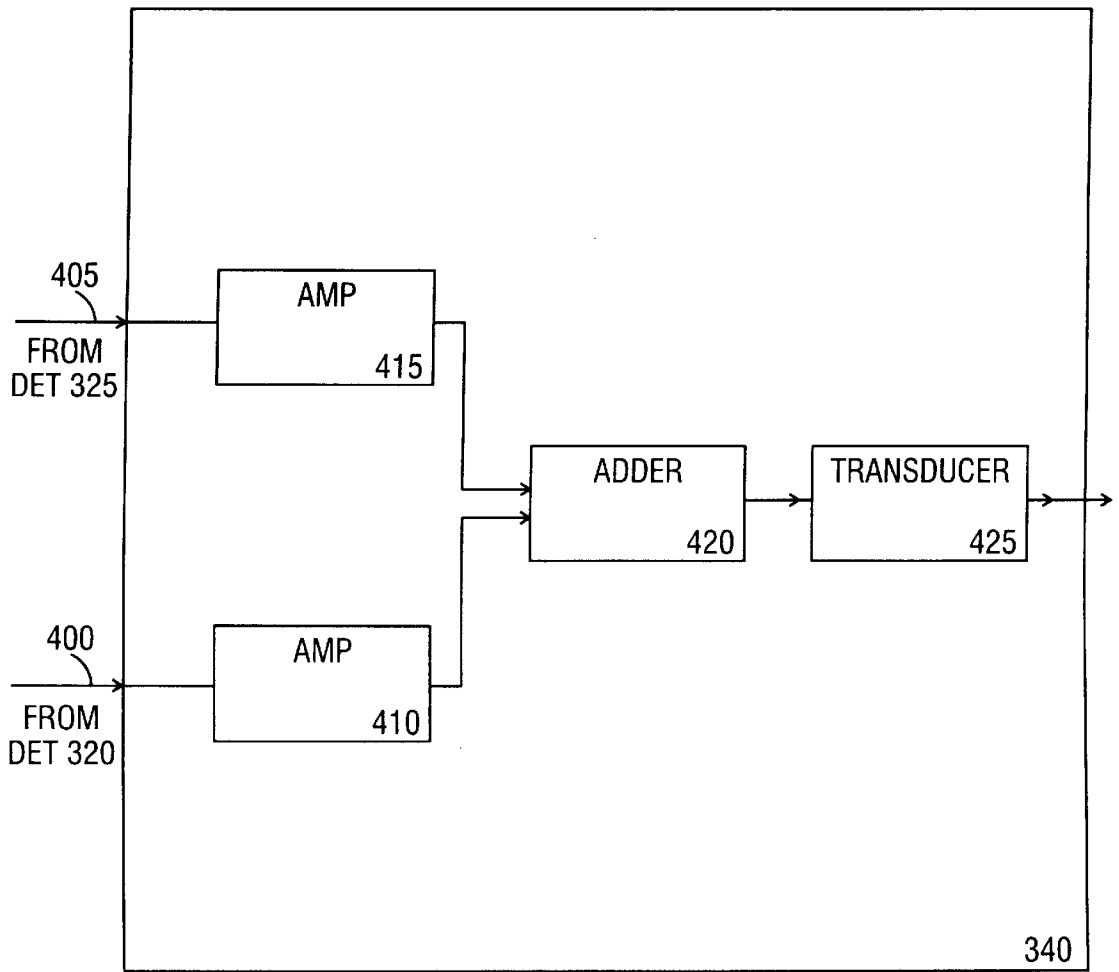 405
FROM
DET 325
AMP
415
ADDER
420
TRANSDUCER
425
400
FROM
DET 320
AMP
410
340